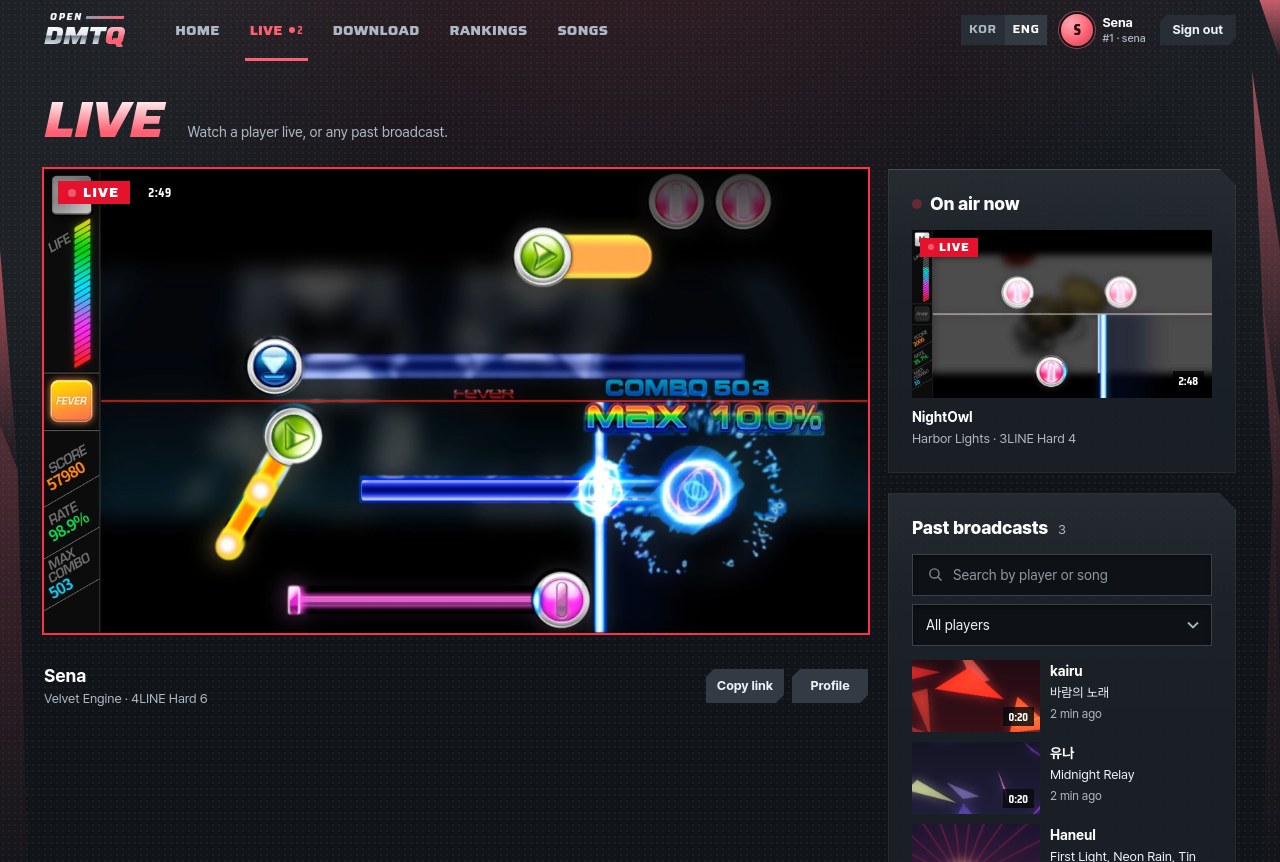 OPEN
DMTQ
HOME
LIVE 2
DOWNLOAD
RANKINGS
SONGS
KOR
ENG
S
Sena
#1 · sena
Sign out
LIVE
Watch a player live, or any past broadcast.
LIVE
2:49
LIFE
FEVER
SCORE
57980
RATE
98.9%
MAX
COMBO
503
FEVER
COMBO 503
MAX 100%
Sena
Velvet Engine · 4LINE Hard 6
Copy link
Profile
On air now
LIVE
2:48
NightOwl
Harbor Lights · 3LINE Hard 4
Past broadcasts 3
Search by player or song
All players
0:20
kairu
바람의 노래
2 min ago
0:20
유나
Midnight Relay
2 min ago
Haneul
First Light, Neon Rain, Tin